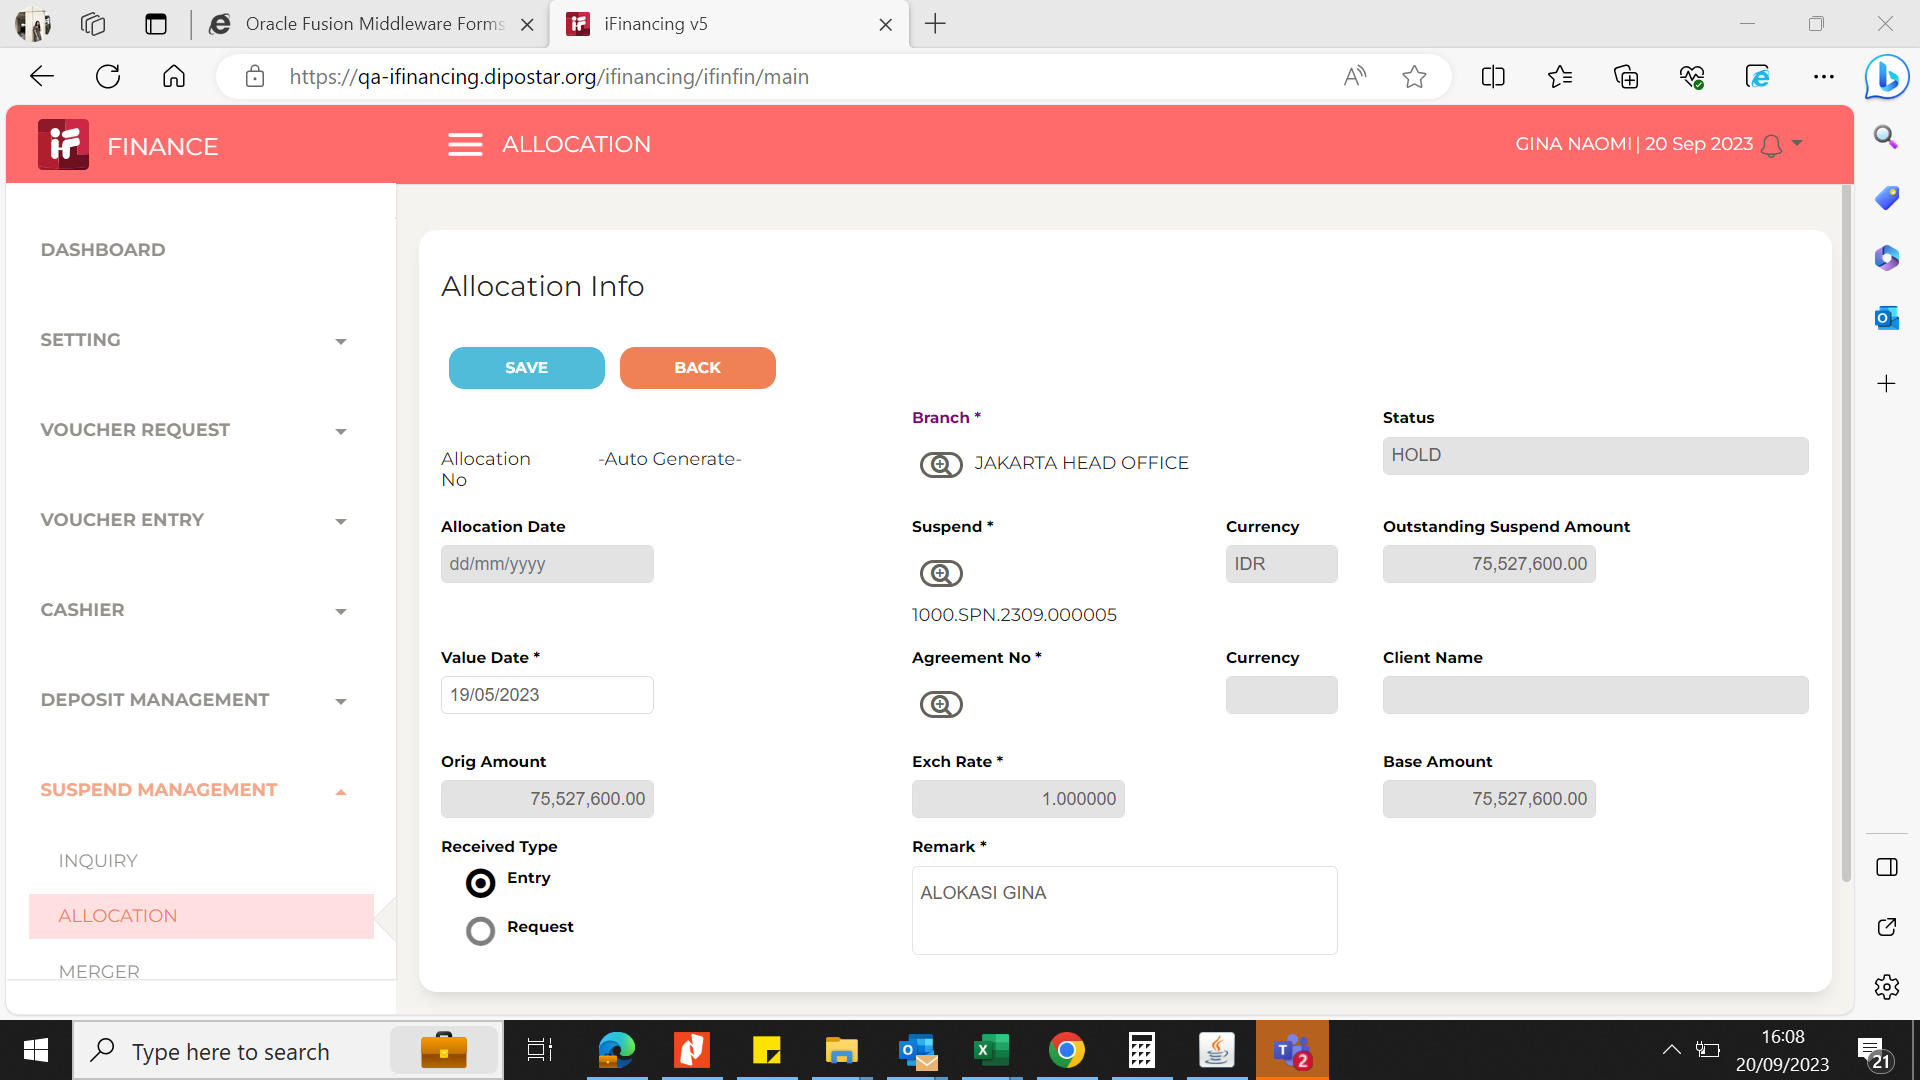 Oracle Fusion Middleware Forms
iFinancing v5
https://qa-ifinancing.dipostar.org/ifinancing/ifinfin/main
iF FINANCE
ALLOCATION
GINA NAOMI | 20 Sep 2023
DASHBOARD
SETTING
VOUCHER REQUEST
VOUCHER ENTRY
CASHIER
DEPOSIT MANAGEMENT
SUSPEND MANAGEMENT
INQUIRY
ALLOCATION
MERGER
Allocation Info
SAVE
BACK
Allocation No
-Auto Generate-
Branch *
JAKARTA HEAD OFFICE
Status
HOLD
Allocation Date
dd/mm/yyyy
Suspend *
1000.SPN.2309.000005
Currency
IDR
Outstanding Suspend Amount
75,527,600.00
Value Date *
19/05/2023
Agreement No *
Currency
Client Name
Orig Amount
75,527,600.00
Exch Rate *
1.000000
Base Amount
75,527,600.00
Received Type
Entry
Request
Remark *
ALOKASI GINA
Type here to search
2
16:08
20/09/2023
21